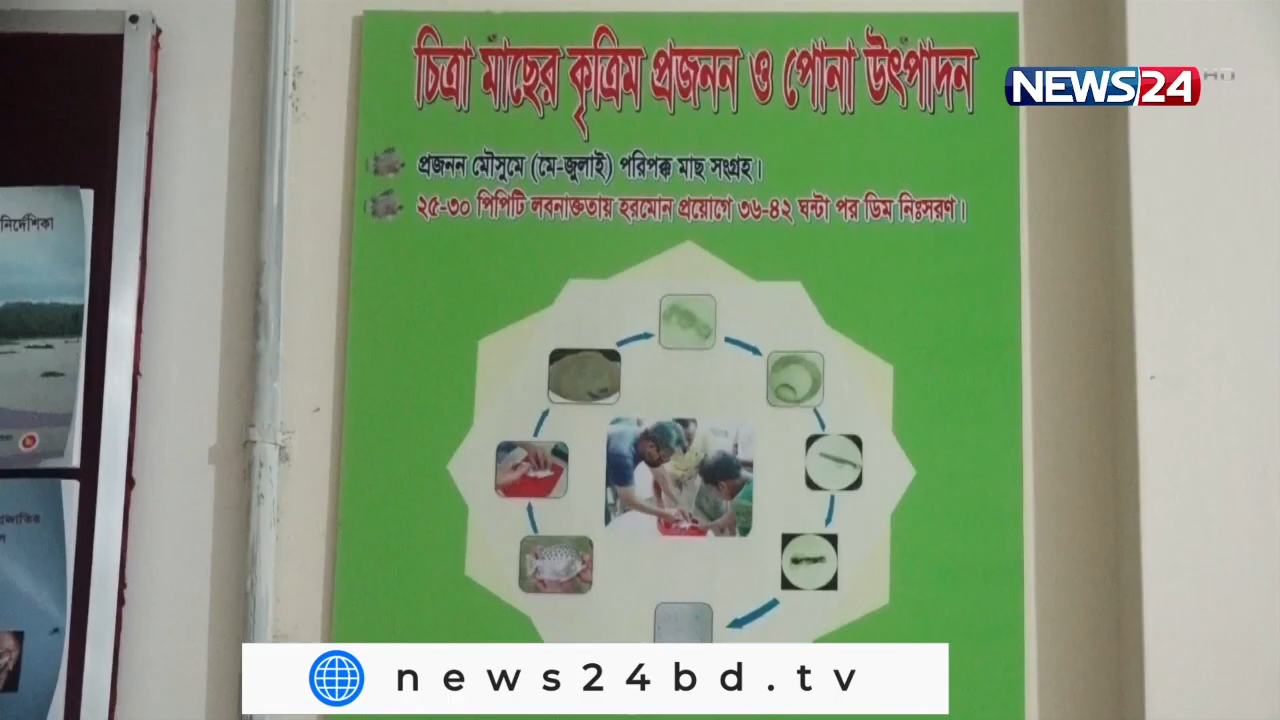 চিত্রা মাছের কৃত্রিম প্রজনন ও পোনা উৎপাদন
NEWS24 HD
প্রজনন মৌসুমে (মে-জুলাই) পরিপক্ক মাছ সংগ্রহ।
২৫-৩০ পিপিটি লবনাক্ততায় হরমোন প্রয়োগে ৩৬-৪২ ঘন্টা পর ডিম নিঃসরণ।
নির্দেশিকা
news24bd.tv